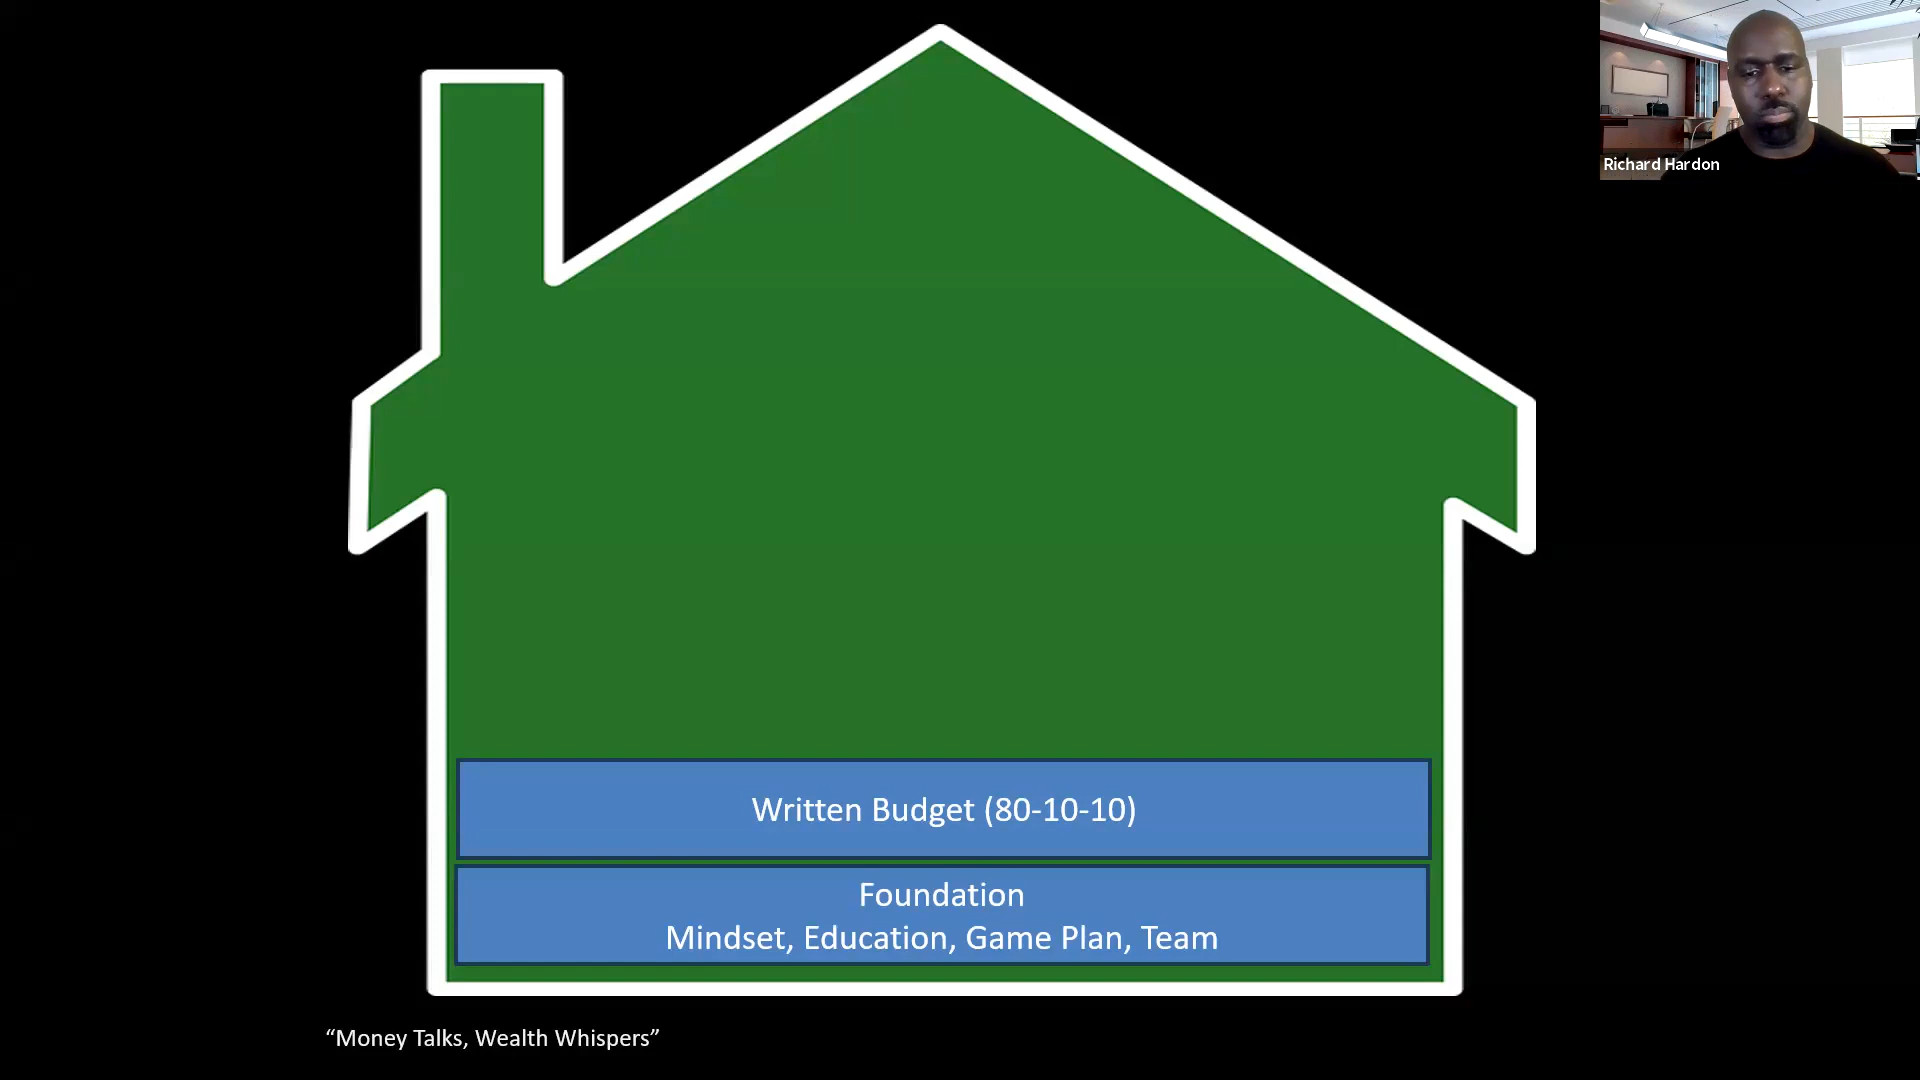 Richard Hardon
Written Budget (80-10-10)
Foundation
Mindset, Education, Game Plan, Team
“Money Talks, Wealth Whispers”